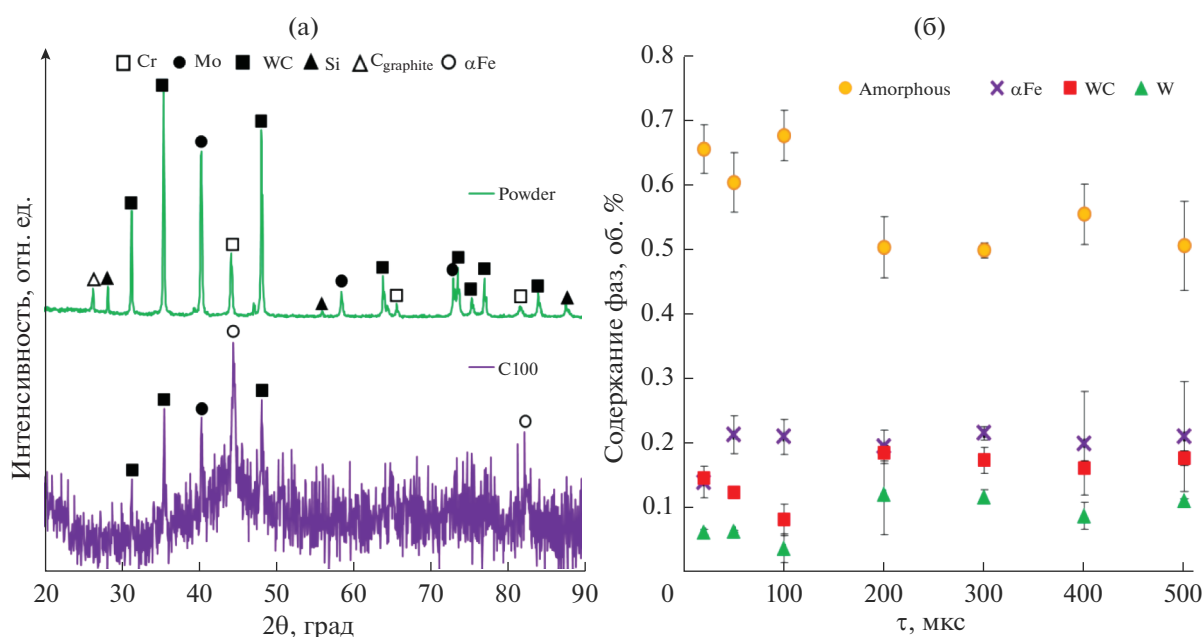 (а)
Cr Mo WC Si Cgraphite αFe
Powder
C100
Интенсивность, отн. ед.
20 30 40 50 60 70 80 90
2θ, град
(б)
Amorphous αFe WC W
0.8
0.7
0.6
0.5
0.4
0.3
0.2
0.1
0 100 200 300 400 500
Содержание фаз, об. %
τ, мкс